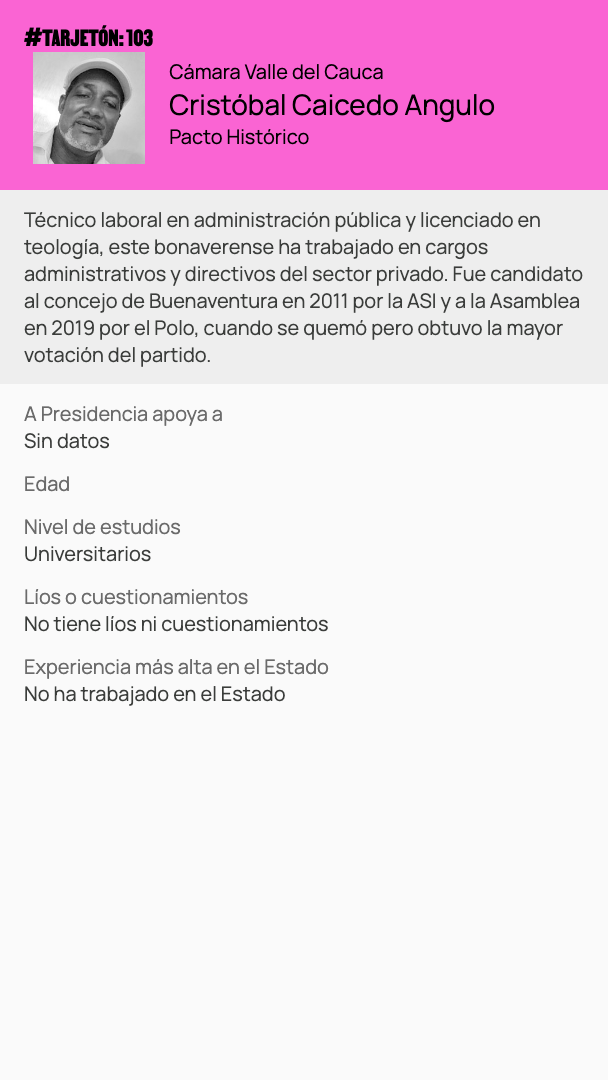 #TARJETÓN: 103
Cámara Valle del Cauca
Cristóbal Caicedo Angulo
Pacto Histórico
Técnico laboral en administración pública y licenciado en
teología, este bonaverense ha trabajado en cargos
administrativos y directivos del sector privado. Fue candidato
al concejo de Buenaventura en 2011 por la ASI y a la Asamblea
en 2019 por el Polo, cuando se quemó pero obtuvo la mayor
votación del partido.
A Presidencia apoya a
Sin datos
Edad
Nivel de estudios
Universitarios
Líos o cuestionamientos
No tiene líos ni cuestionamientos
Experiencia más alta en el Estado
No ha trabajado en el Estado